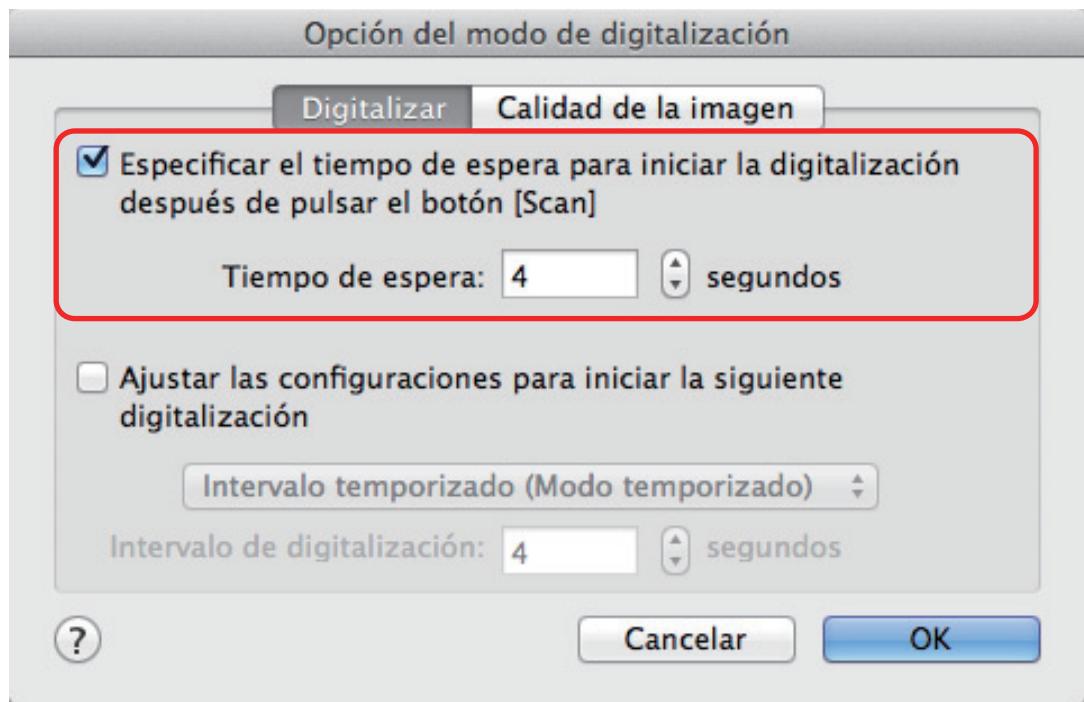 Opción del modo de digitalización
Digitalizar Calidad de la imagen
Especificar el tiempo de espera para iniciar la digitalización
después de pulsar el botón [Scan]
Tiempo de espera: 4 segundos
Ajustar las configuraciones para iniciar la siguiente
digitalización
Intervalo temporizado (Modo temporizado)
Intervalo de digitalización: 4 segundos
? Cancelar OK